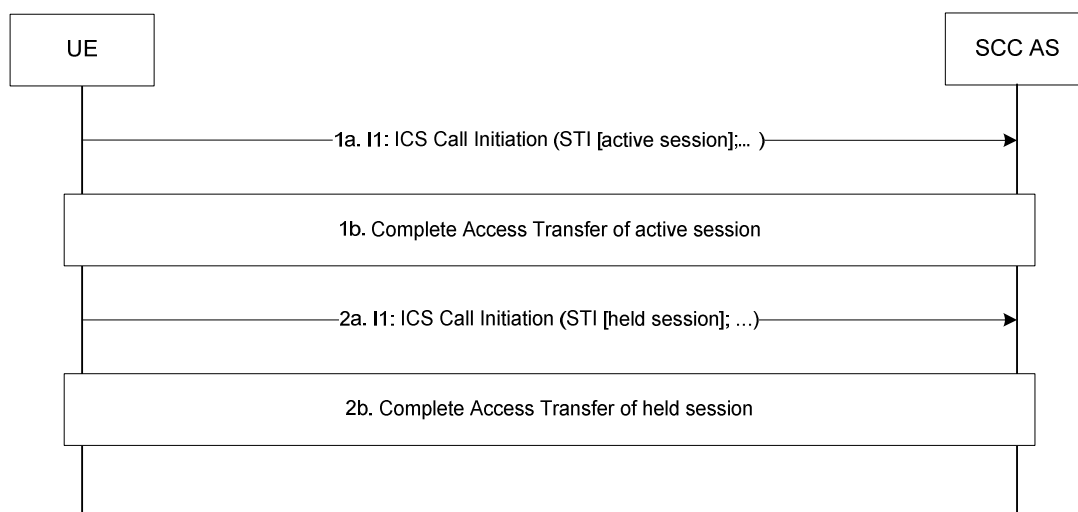 UE
SCC AS
1a. I1: ICS Call Initiation (STI [active session];... )
1b. Complete Access Transfer of active session
2a. I1: ICS Call Initiation (STI [held session]; ...)
2b. Complete Access Transfer of held session